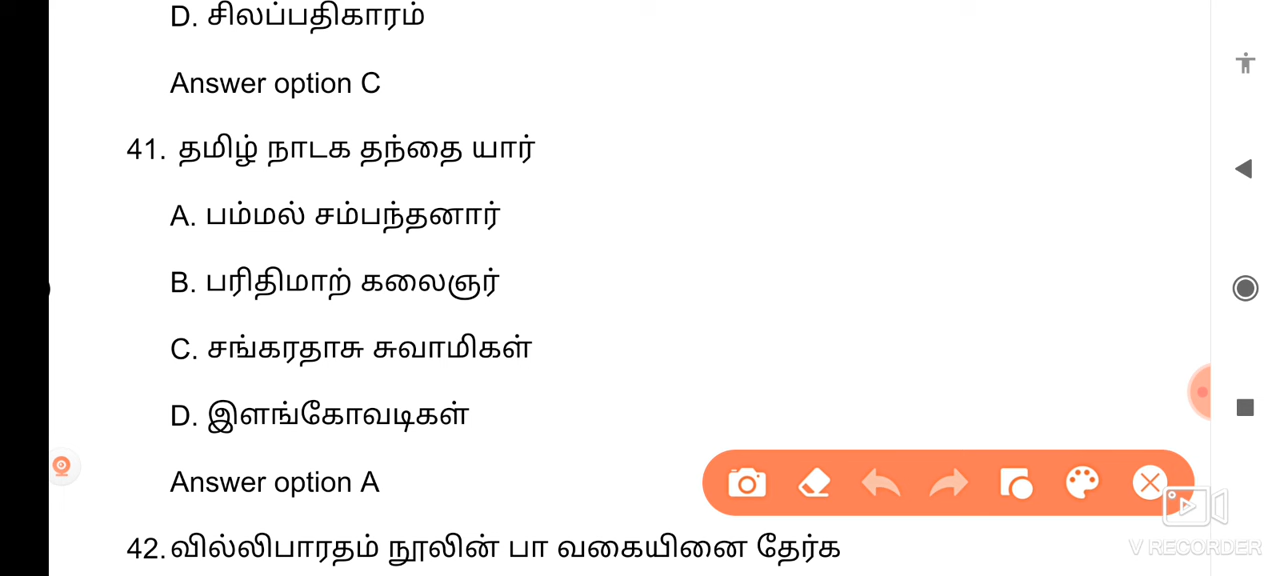 D. சிலப்பதிகாரம்
Answer option C
41. தமிழ் நாடக தந்தை யார்
A. பம்மல் சம்பந்தனார்
B. பரிதிமாற் கலைஞர்
C. சங்கரதாசு சுவாமிகள்
D. இளங்கோவடிகள்
Answer option A
42. வில்லிபாரதம் நூலின் பா வகையினை தேர்க
V RECORDER